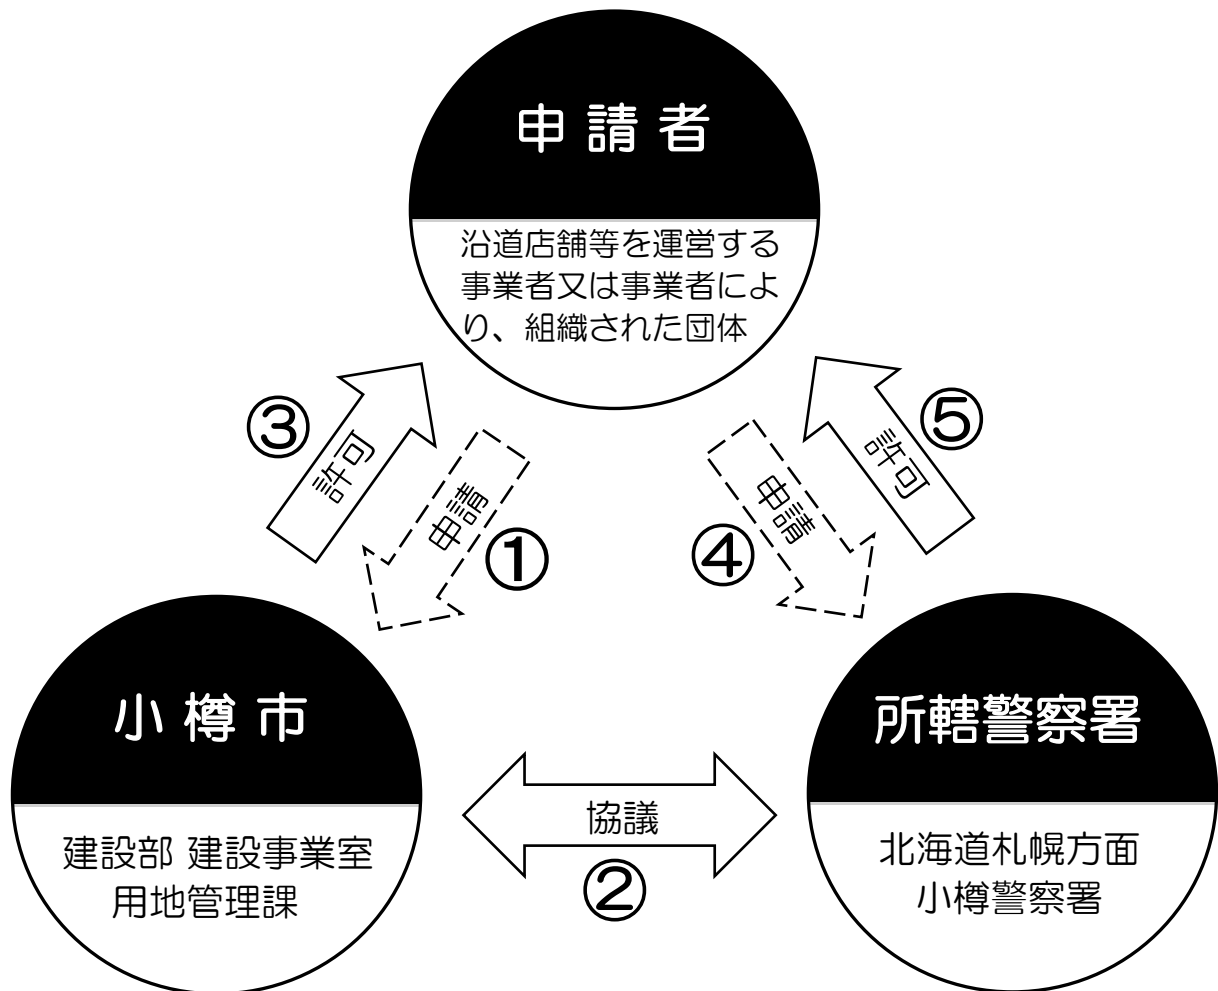 申請者
沿道店舗等を運営する
事業者又は事業者によ
り、組織された団体
③
許可
申請
①
⑤
許可
申請
④
小樽市
建設部 建設事業室
用地管理課
協議
②
所轄警察署
北海道札幌方面
小樽警察署